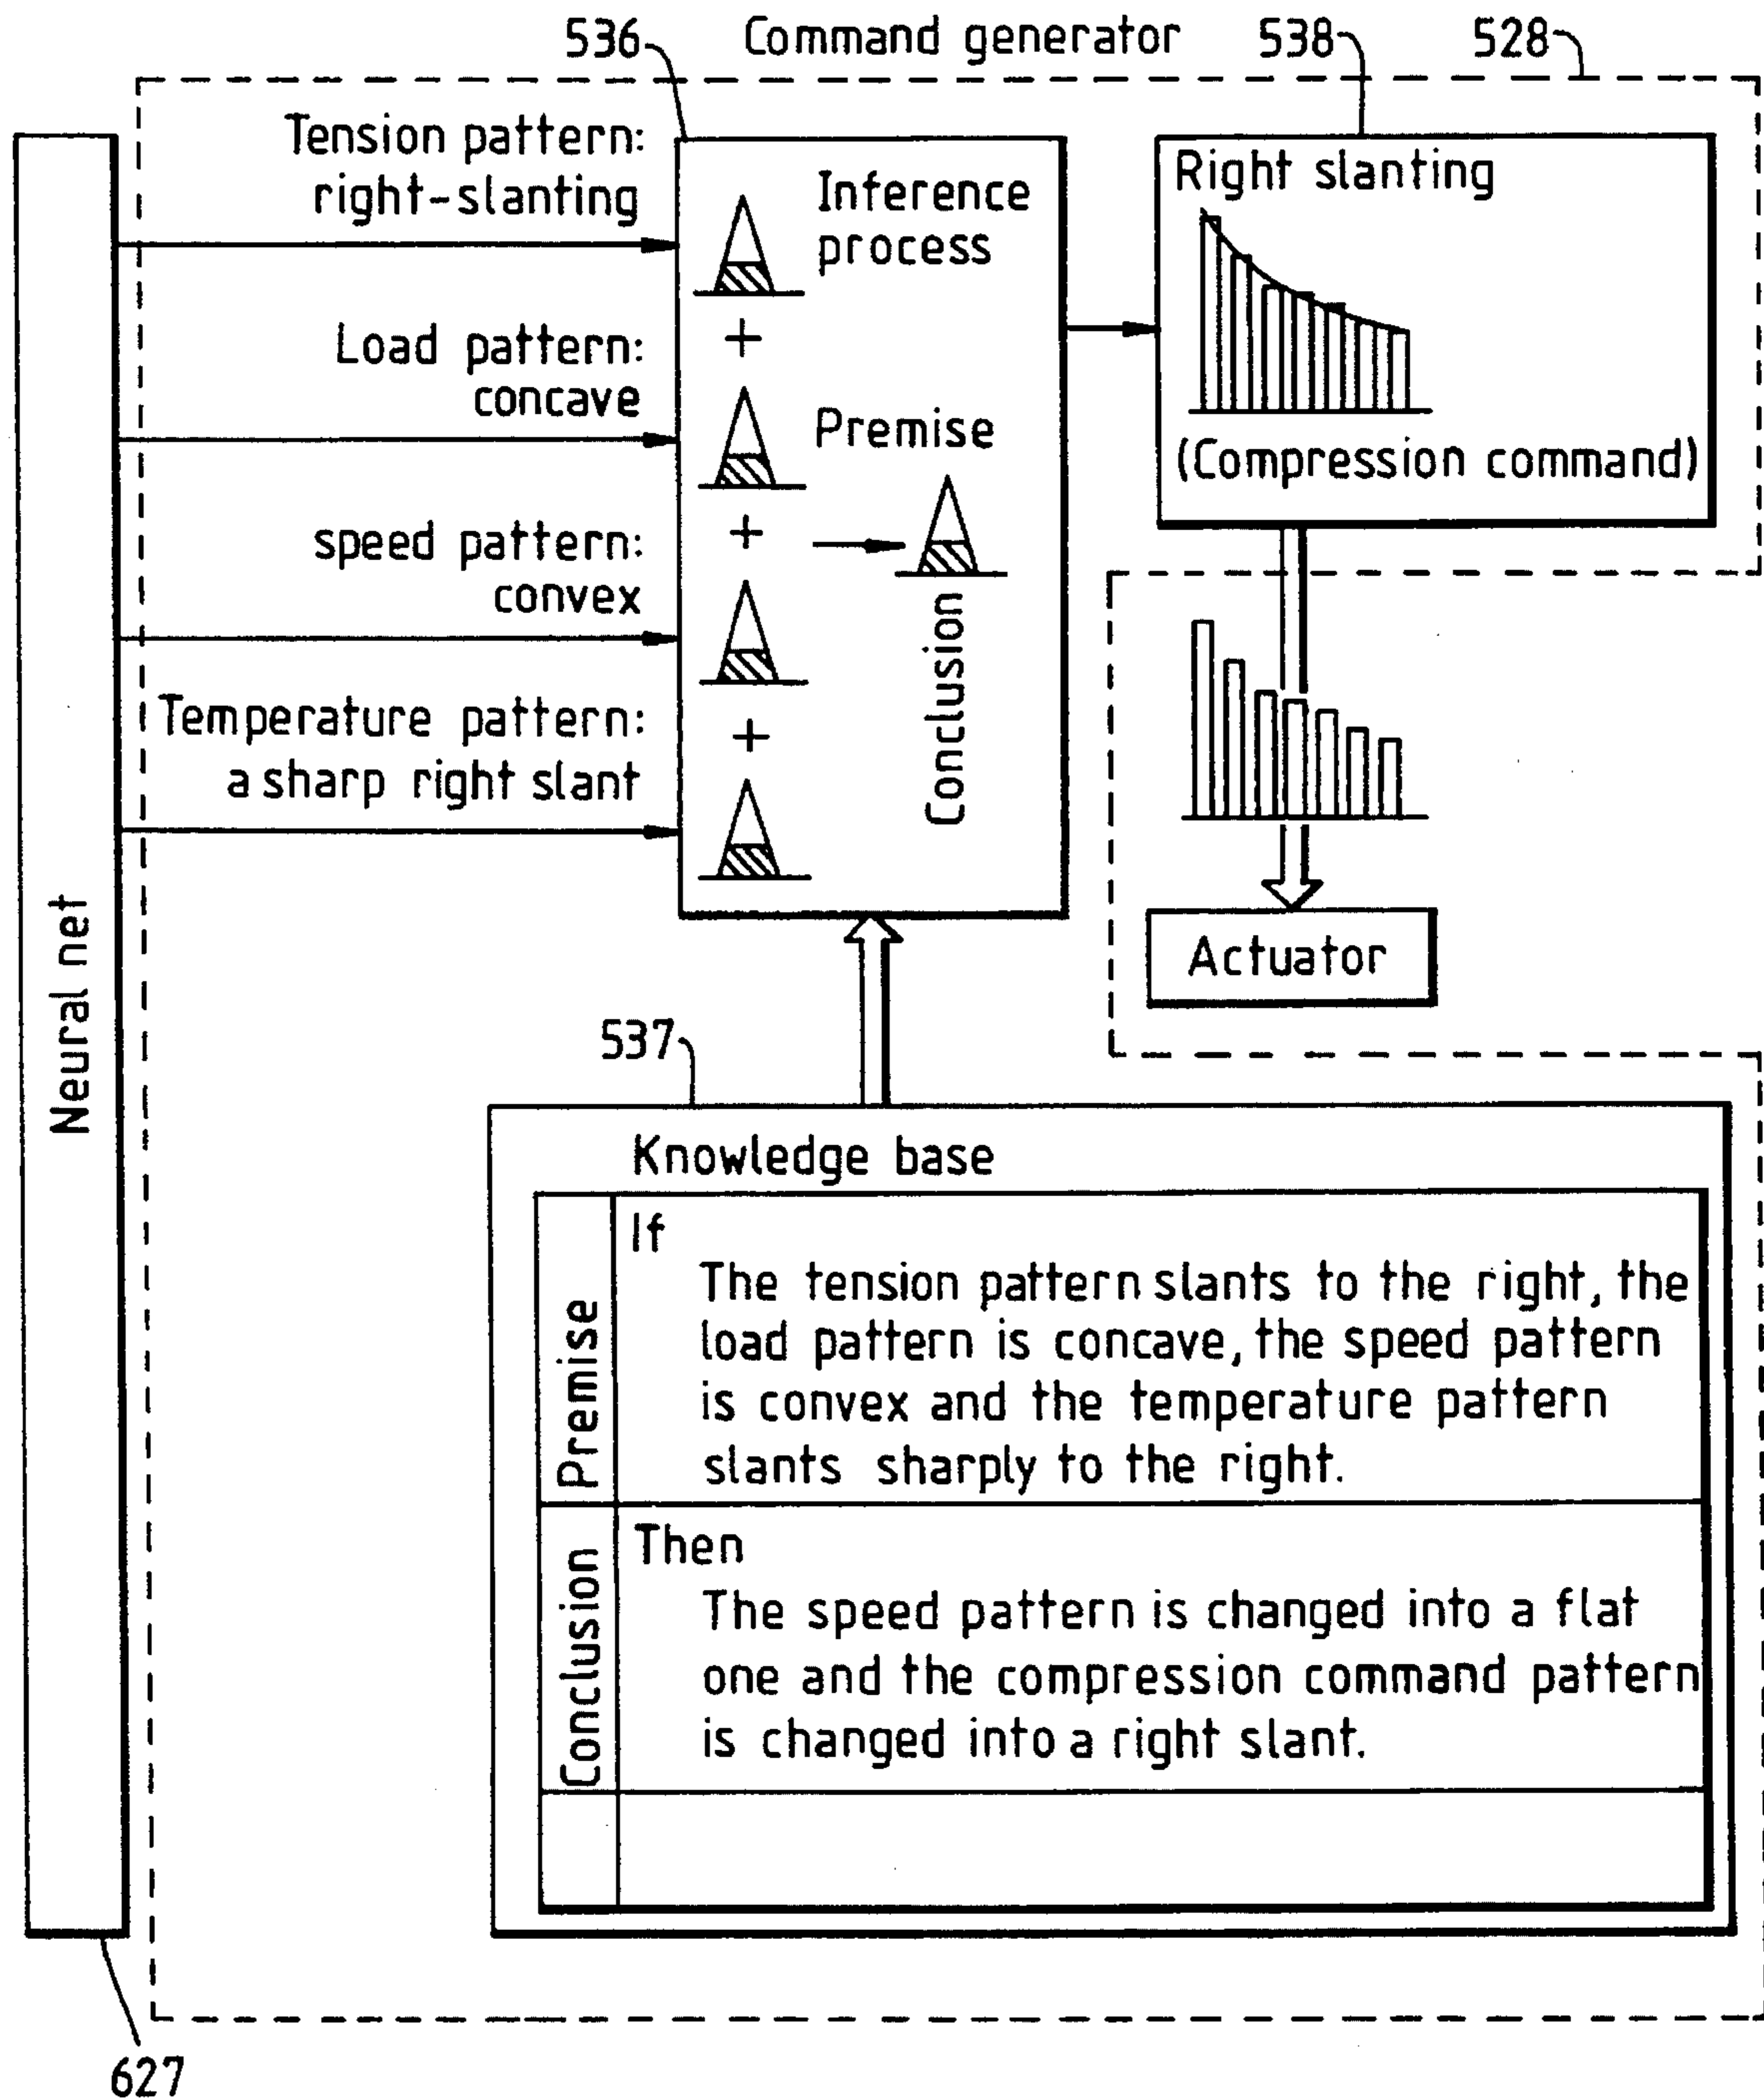 536
Command generator
538
528
Tension pattern:
right-slanting
Load pattern:
concave
speed pattern:
convex
Temperature pattern:
a sharp right slant
Inference
process
+
Premise
+
+
Conclusion
Right slanting
(Compression command)
Actuator
Neural net
537
Knowledge base
Premise
If
The tension pattern slants to the right, the
load pattern is concave, the speed pattern
is convex and the temperature pattern
slants sharply to the right.
Conclusion
Then
The speed pattern is changed into a flat
one and the compression command pattern
is changed into a right slant.
627